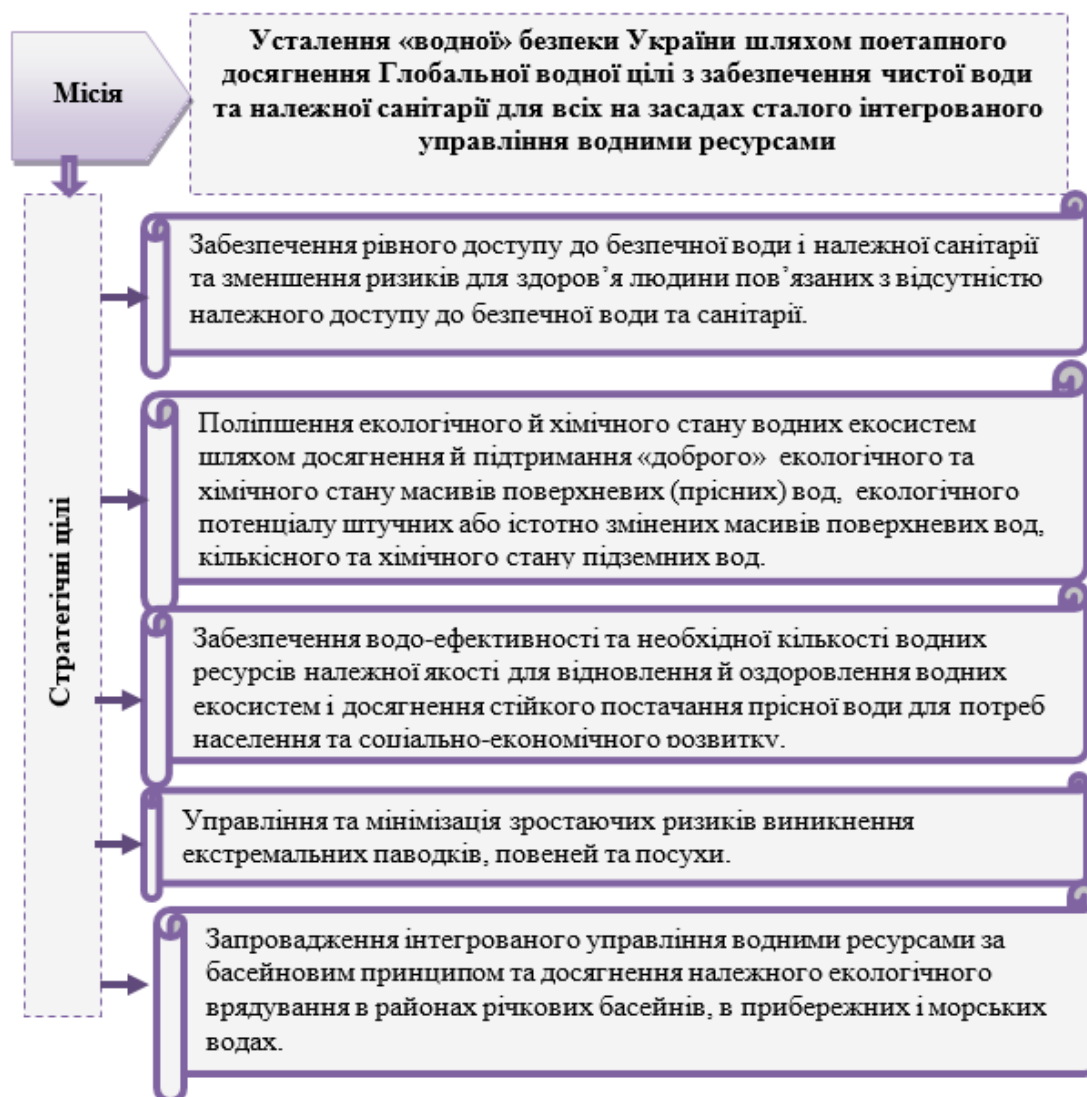 Місія
Усталення «водної» безпеки України шляхом поетапного
досягнення Глобальної водної цілі з забезпечення чистої води
та належної санітарії для всіх на засадах сталого інтегрованого
управління водними ресурсами
Стратегічні цілі
Забезпечення рівного доступу до безпечної води і належної санітарії
та зменшення ризиків для здоров’я людини пов’язаних з відсутністю
належного доступу до безпечної води та санітарії.
Поліпшення екологічного й хімічного стану водних екосистем
шляхом досягнення й підтримання «доброго» екологічного та
хімічного стану масивів поверхневих (прісних) вод, екологічного
потенціалу штучних або істотно змінених масивів поверхневих вод,
кількісного та хімічного стану підземних вод.
Забезпечення водо-ефективності та необхідної кількості водних
ресурсів належної якості для відновлення й оздоровлення водних
екосистем і досягнення стійкого постачання прісної води для потреб
населення та соціально-економічного розвитку.
Управління та мінімізація зростаючих ризиків виникнення
екстремальних паводків, повеней та посухи.
Запровадження інтегрованого управління водними ресурсами за
басейновим принципом та досягнення належного екологічного
врядування в районах річкових басейнів, в прибережних і морських
водах.